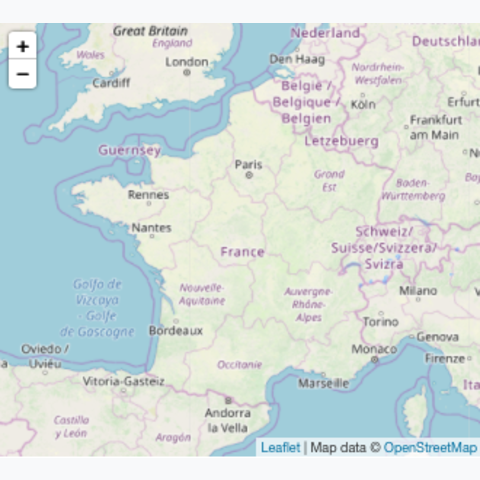 Great Britain
Nederland
Wales
England
Deutschlan
London
Den Haag
Cardiff
Nordrhein-
Westfalen
België /
Belgique /
Belgien
Köln
Erfurt
Frankfurt
am Main
Guernsey
Letzebuerg
Paris
Grand
Est
Baden-
Württemberg
Rennes
Nantes
France
Schweiz/
Suisse/Svizzera/
Svizra
Golfo de
Vizcaya
- Golfe
de Gascogne
Nouvelle-
Aquitaine
Auvergne-
Rhône-
Alpes
Milano
Torino
Bordeaux
Genova
Oviedo /
Uviéu
Monaco
Firenze
Occitanie
Vitoria-Gasteiz
Marseille
Ita
Andorra
la Vella
Castilla
y León
Aragón
+
−
Leaflet | Map data © OpenStreetMap